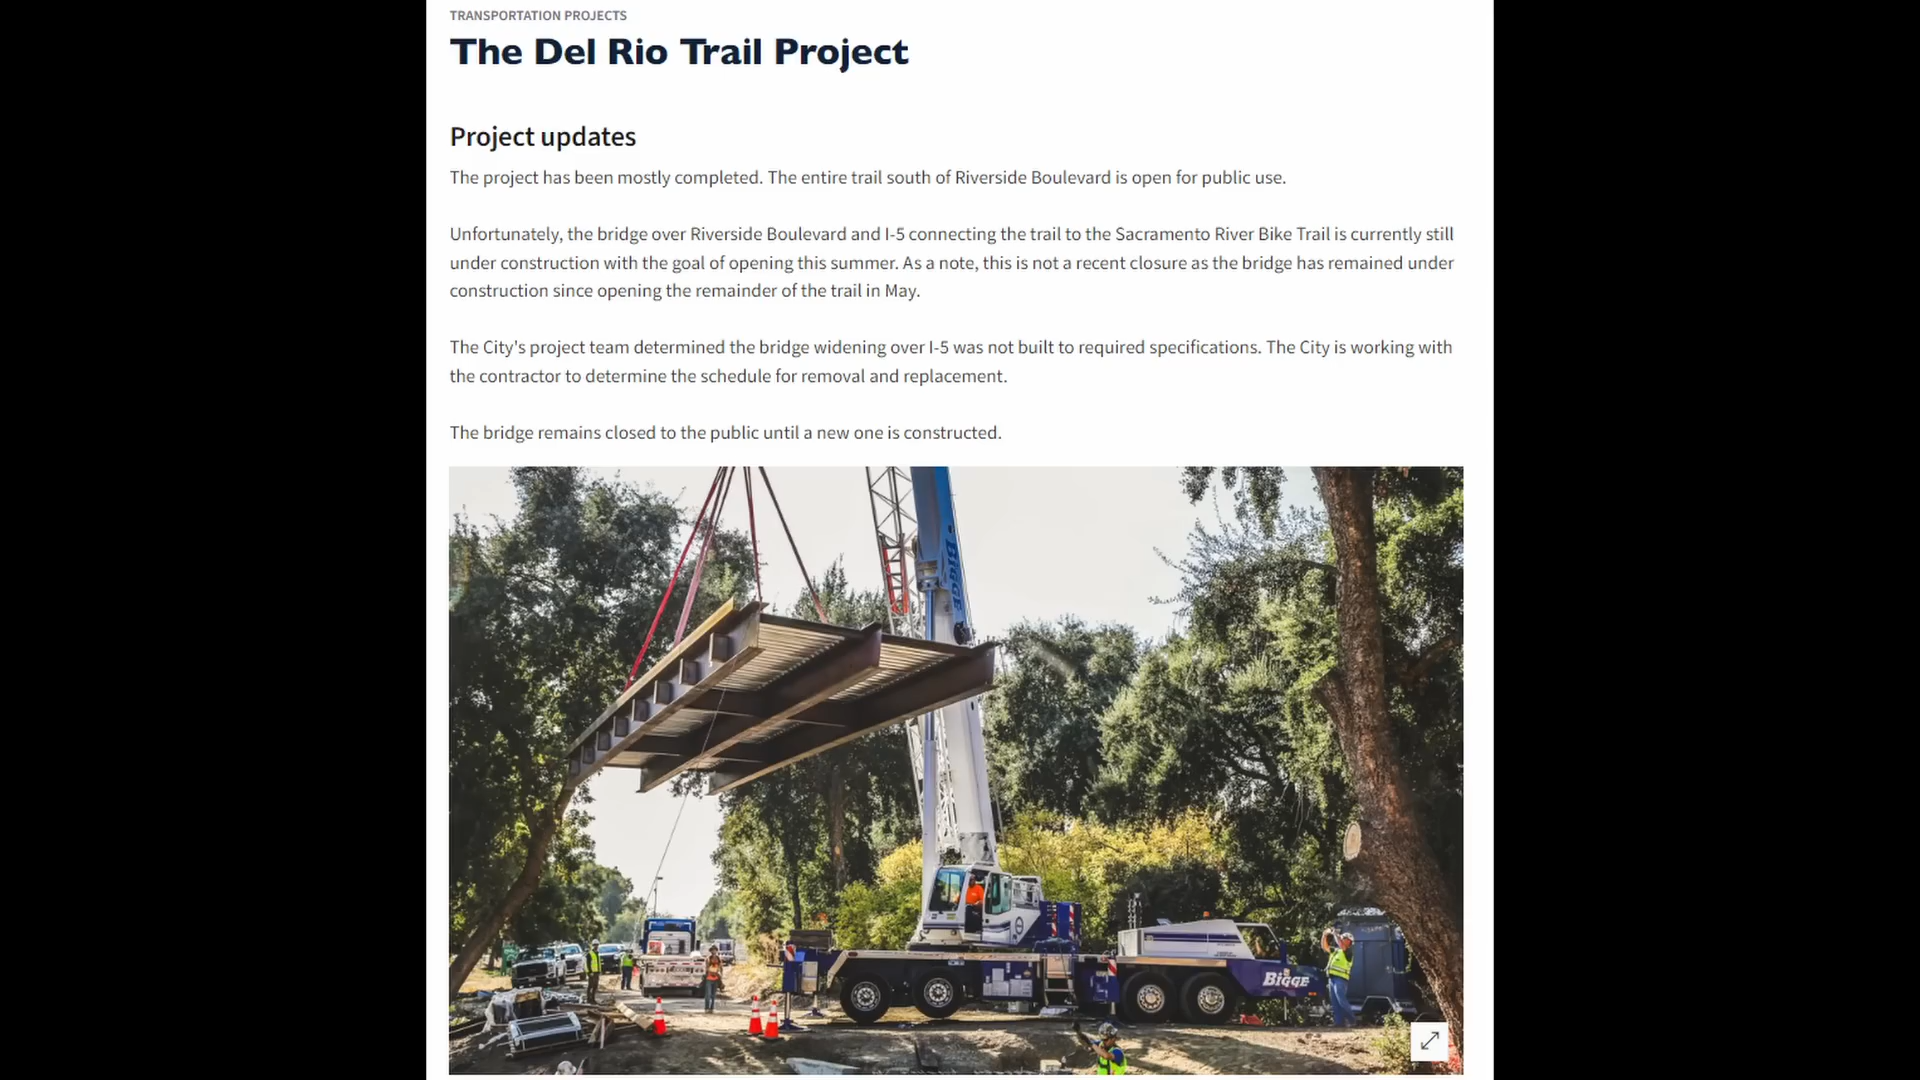 TRANSPORTATION PROJECTS
The Del Rio Trail Project
Project updates
The project has been mostly completed. The entire trail south of Riverside Boulevard is open for public use.
Unfortunately, the bridge over Riverside Boulevard and I-5 connecting the trail to the Sacramento River Bike Trail is currently still
under construction with the goal of opening this summer. As a note, this is not a recent closure as the bridge has remained under
construction since opening the remainder of the trail in May.
The City's project team determined the bridge widening over I-5 was not built to required specifications. The City is working with
the contractor to determine the schedule for removal and replacement.
The bridge remains closed to the public until a new one is constructed.
BIGGE
BIGGE